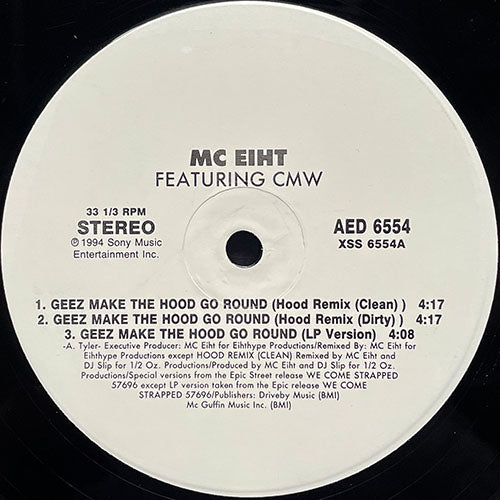 MC EIHT
FEATURING CMW
33 1/3 RPM
STEREO
℗ 1994 Sony Music
Entertainment Inc.
AED 6554
XSS 6554A
1. GEEZ MAKE THE HOOD GO ROUND (Hood Remix (Clean) ) 4:17
2. GEEZ MAKE THE HOOD GO ROUND (Hood Remix (Dirty) ) 4:17
3. GEEZ MAKE THE HOOD GO ROUND (LP Version) 4:08
-A. Tyler- Executive Producer: MC Eiht for Eihthype Productions/Remixed By: MC Eiht for
Eihthype Productions except HOOD REMIX (CLEAN) Remixed by MC Eiht and
DJ Slip for 1/2 Oz. Productions/Produced by MC Eiht and DJ Slip for 1/2 Oz.
Productions/Special versions from the Epic Street release WE COME STRAPPED
57696 except LP version taken from the Epic release WE COME
STRAPPED 57696/Publishers: Driveby Music (BMI)
Mc Guffin Music Inc. (BMI)